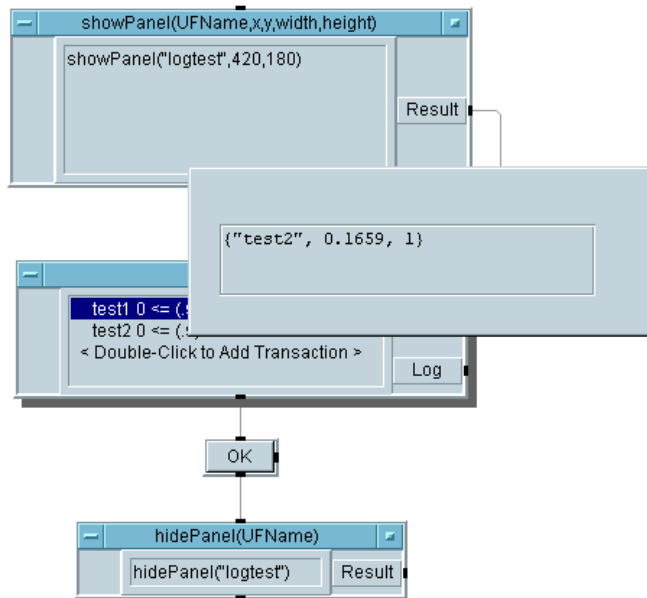 showPanel(UFName,x,y,width,height)
showPanel("logtest",420,180)
Result
{"test2", 0.1659, 1}
test1 0 <= (.s
test2 0 <= (.s
< Double-Click to Add Transaction >
Log
OK
hidePanel(UFName)
hidePanel("logtest")
Result